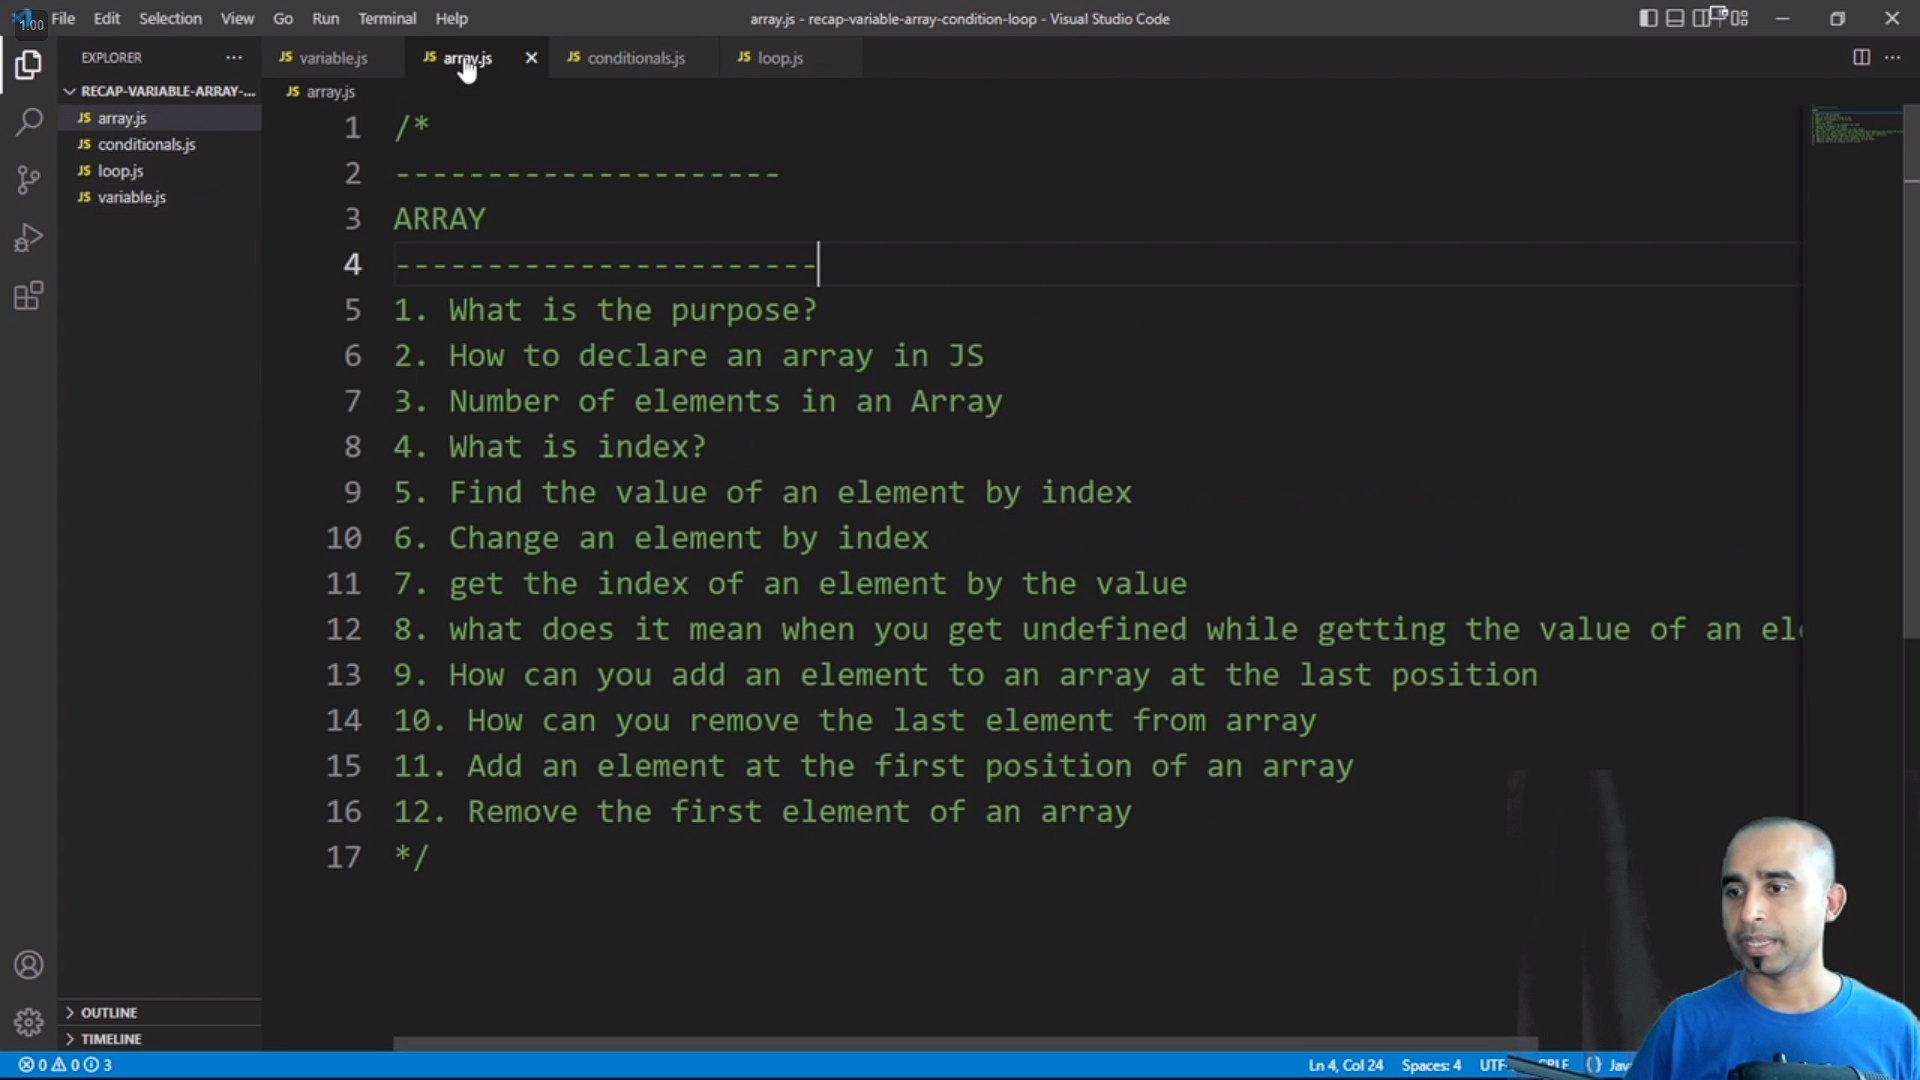 1.00
File Edit Selection View Go Run Terminal Help
array.js - recap-variable-array-condition-loop - Visual Studio Code
EXPLORER
JS variable.js
JS array.js
JS conditionals.js
JS loop.js
RECAP-VARIABLE-ARRAY-...
JS array.js
JS array.js
JS conditionals.js
JS loop.js
JS variable.js
1 /*
2 ---------------------
3 ARRAY
4 -----------------------
5 1. What is the purpose?
6 2. How to declare an array in JS
7 3. Number of elements in an Array
8 4. What is index?
9 5. Find the value of an element by index
10 6. Change an element by index
11 7. get the index of an element by the value
12 8. what does it mean when you get undefined while getting the value of an
13 9. How can you add an element to an array at the last position
14 10. How can you remove the last element from array
15 11. Add an element at the first position of an array
16 12. Remove the first element of an array
17 */
OUTLINE
TIMELINE
0 0 3
Ln 4, Col 24 Spaces: 4